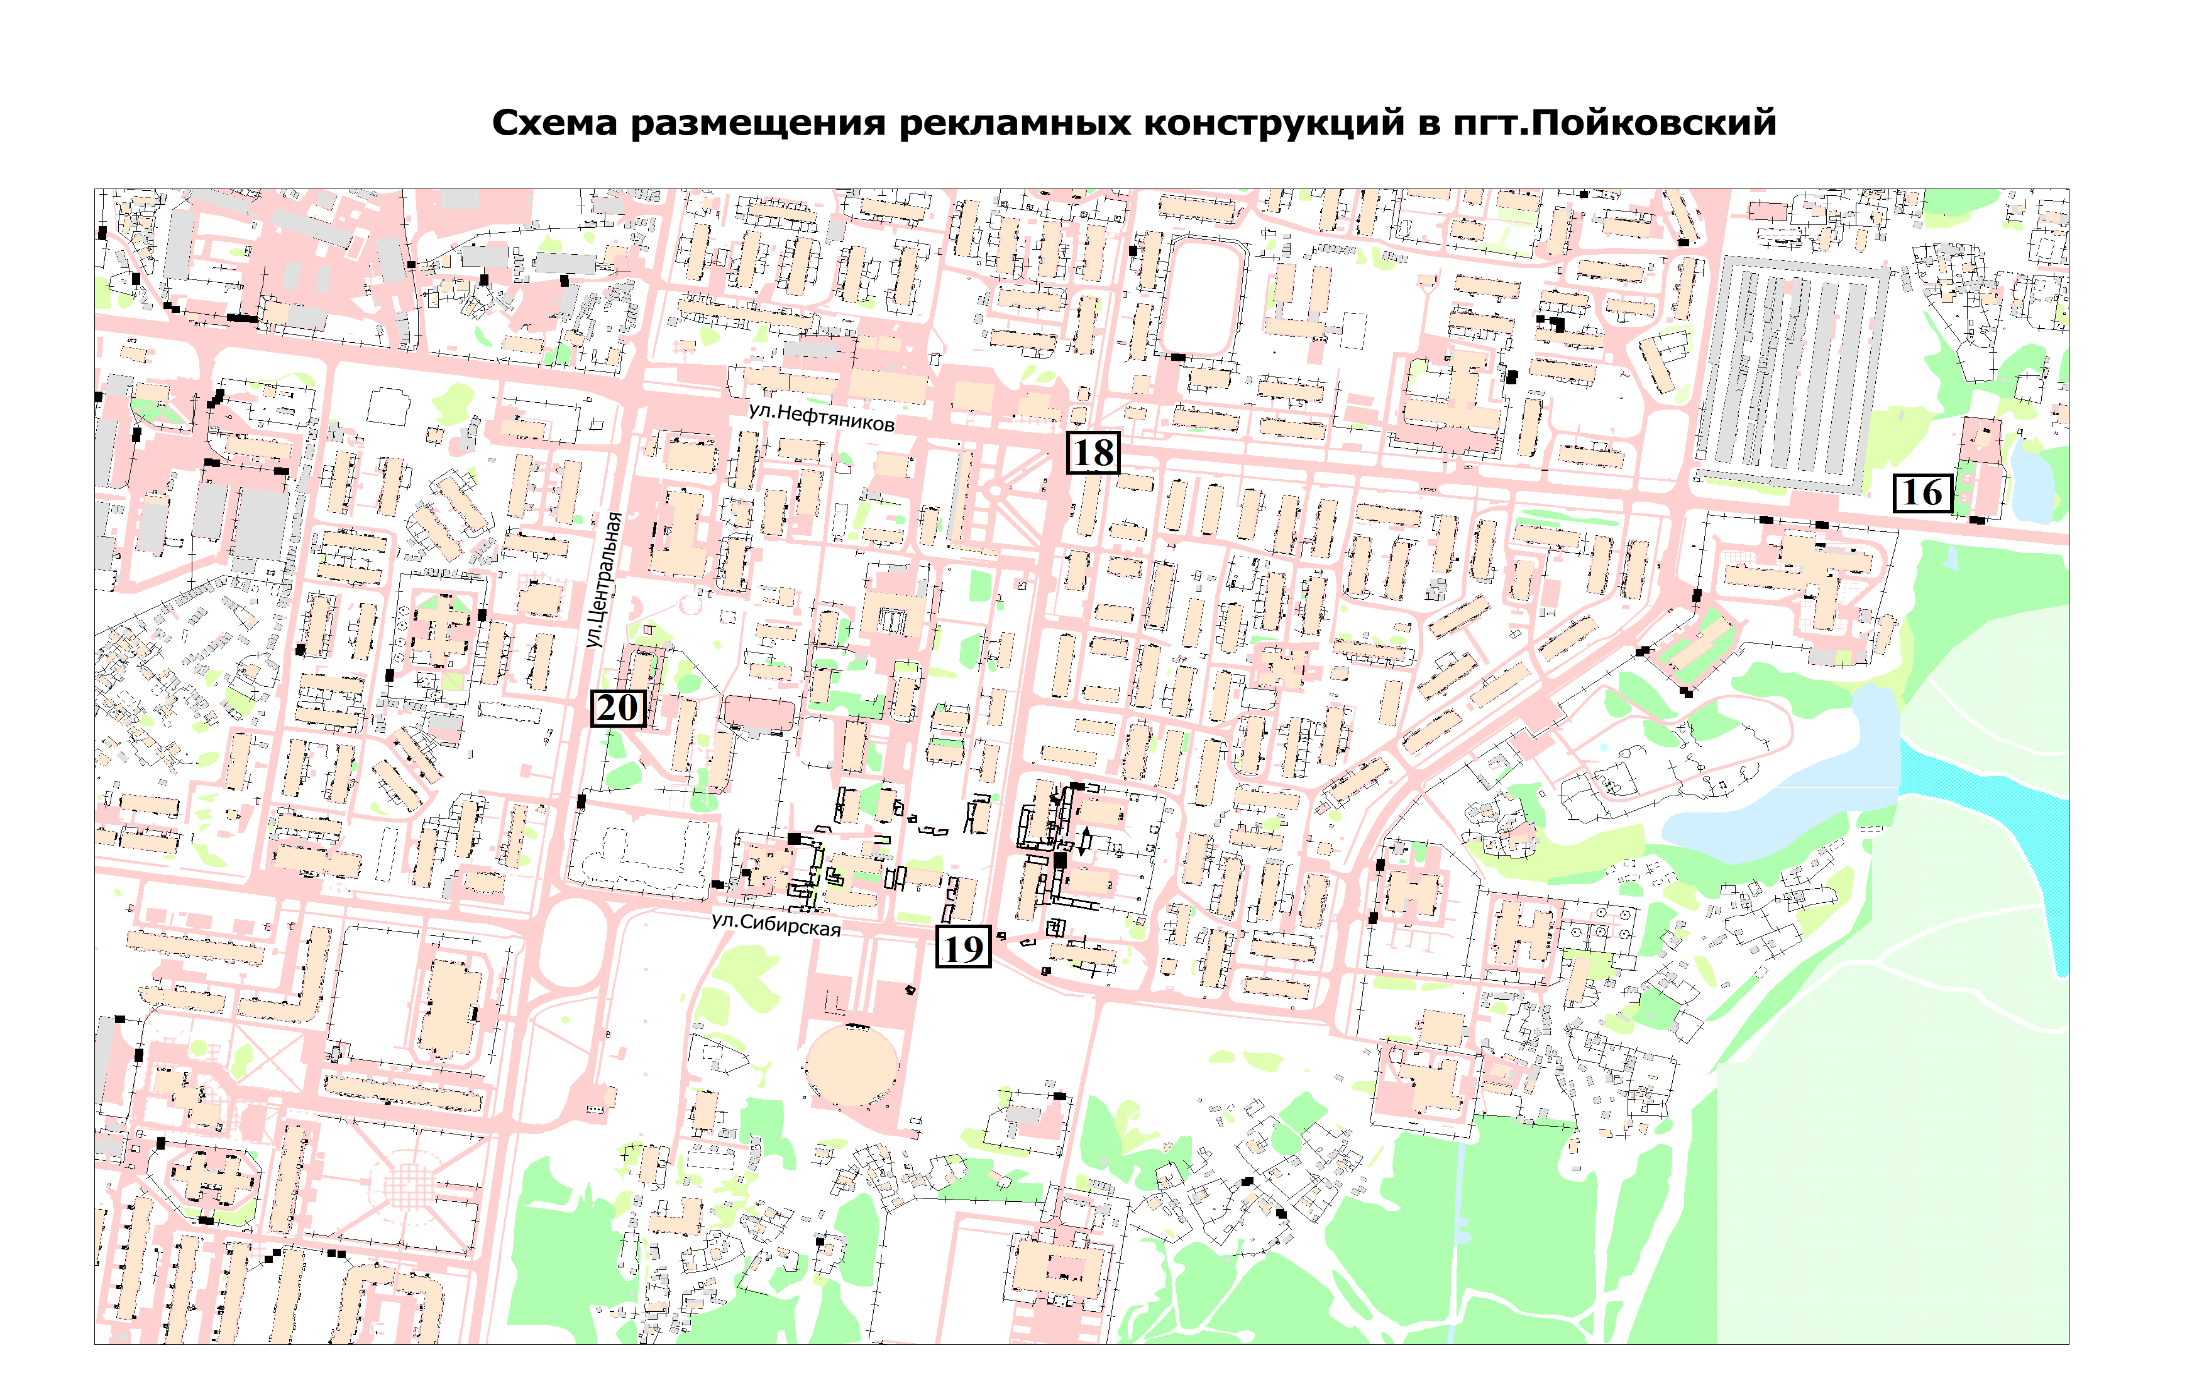 Схема размещения рекламных конструкций в пгт.Пойковский
ул.Нефтяников
18
16
ул.Центральная
20
ул.Сибирская
19